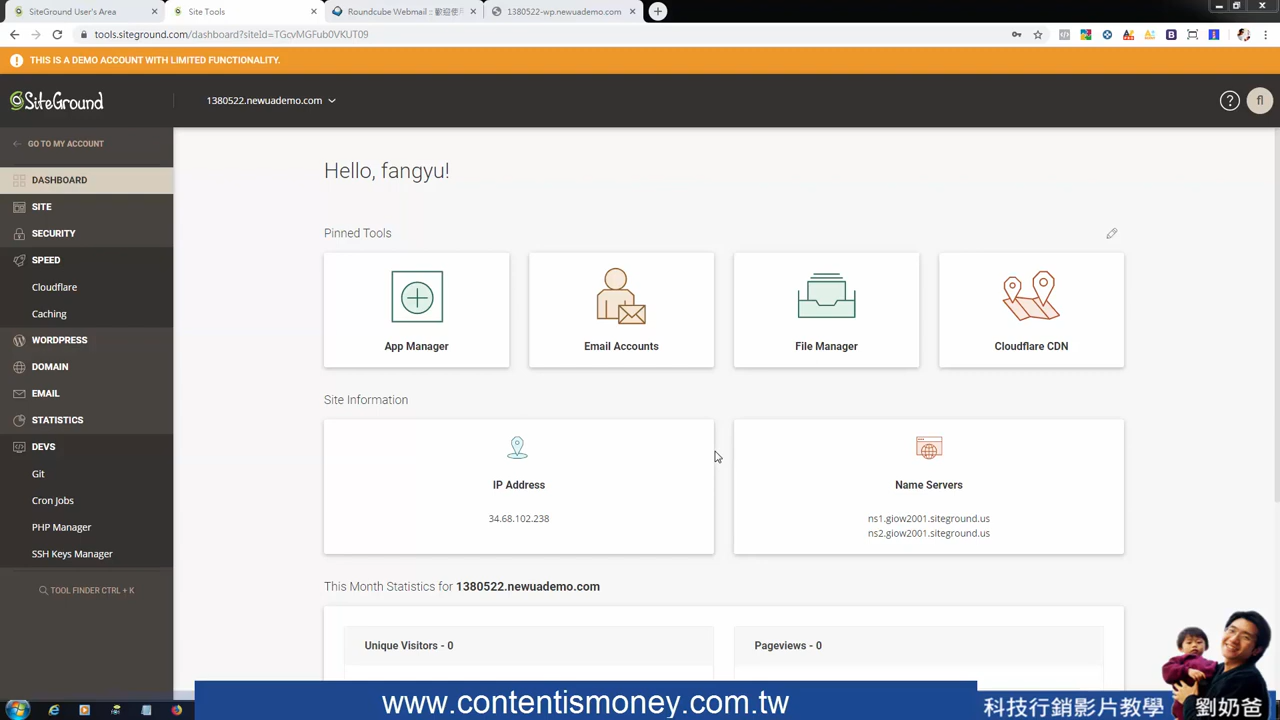 SiteGround User's Area
Site Tools
Roundcube Webmail :: 歡迎使用
1380522-wp.newuademo.com
tools.siteground.com/dashboard?siteId=TGcvMGFub0VKUT09
THIS IS A DEMO ACCOUNT WITH LIMITED FUNCTIONALITY.
SiteGround
1380522.newuademo.com
fl
GO TO MY ACCOUNT
DASHBOARD
SITE
SECURITY
SPEED
Cloudflare
Caching
WORDPRESS
DOMAIN
EMAIL
STATISTICS
DEVS
Git
Cron Jobs
PHP Manager
SSH Keys Manager
TOOL FINDER CTRL + K
Hello, fangyu!
Pinned Tools
App Manager
Email Accounts
File Manager
Cloudflare CDN
Site Information
IP Address
34.68.102.238
Name Servers
ns1.giow2001.siteground.us
ns2.giow2001.siteground.us
This Month Statistics for 1380522.newuademo.com
Unique Visitors - 0
Pageviews - 0
www.contentismoney.com.tw
科技行銷影片教學 劉奶爸